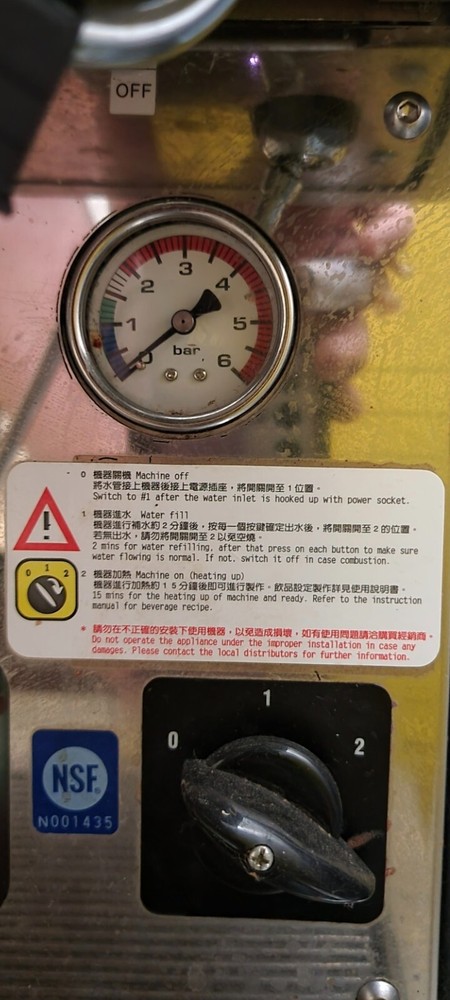 OFF
0 1 2 3 4 5 6
bar
0 機器關機 Machine off
將水管接上機器後接上電源插座，將開關開至1位置。
Switch to #1 after the water inlet is hooked up with power socket.
1 機器進水 Water fill
機器進行補水約2分鐘後，按每一個按鍵確定出水後，將開關開至2的位置。
若無出水，請勿將開關開至2以免空燒。
2 mins for water refilling, after that press on each button to make sure
water flowing is normal. If not. switch it off in case combustion.
0 1 2
2 機器加熱 Machine on (heating up)
機器進行加熱約15分鐘後即可進行製作。飲品設定製作詳見使用說明書。
15 mins for the heating up of machine and ready. Refer to the instruction
manual for beverage recipe.
* 請勿在不正確的安裝下使用機器，以免造成損壞，如有使用問題請洽購買經銷商。
Do not operate the appliance under the improper installation in case any
damages. Please contact the local distributors for further information.
0 1 2
NSF®
N001435